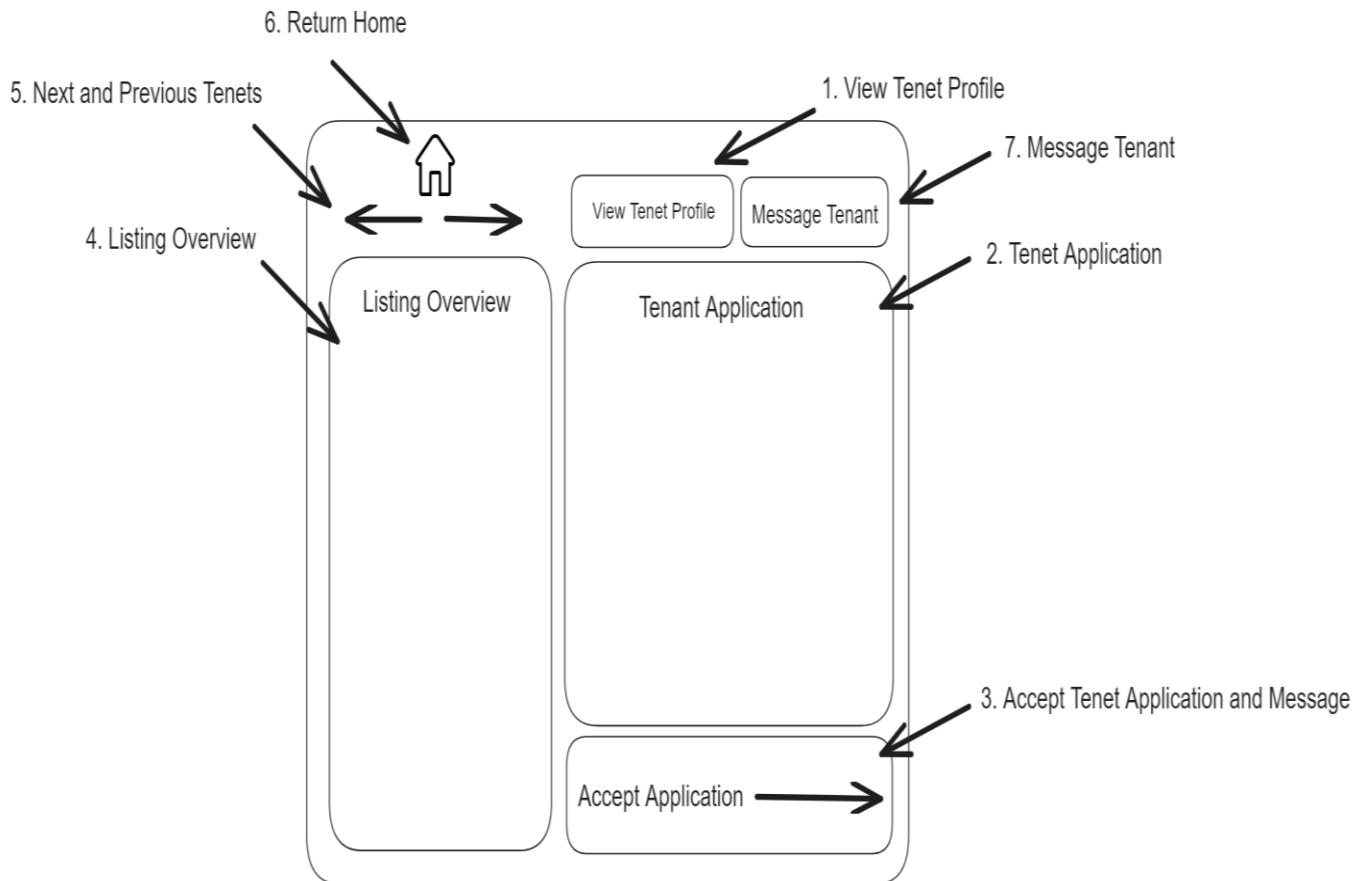 6. Return Home
5. Next and Previous Tenets
1. View Tenet Profile
7. Message Tenant
View Tenet Profile
Message Tenant
4. Listing Overview
2. Tenet Application
Listing Overview
Tenant Application
3. Accept Tenet Application and Message
Accept Application